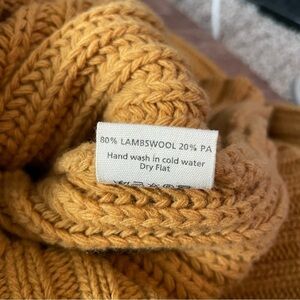 80% LAMBSWOOL 20% PA
Hand wash in cold water
Dry Flat